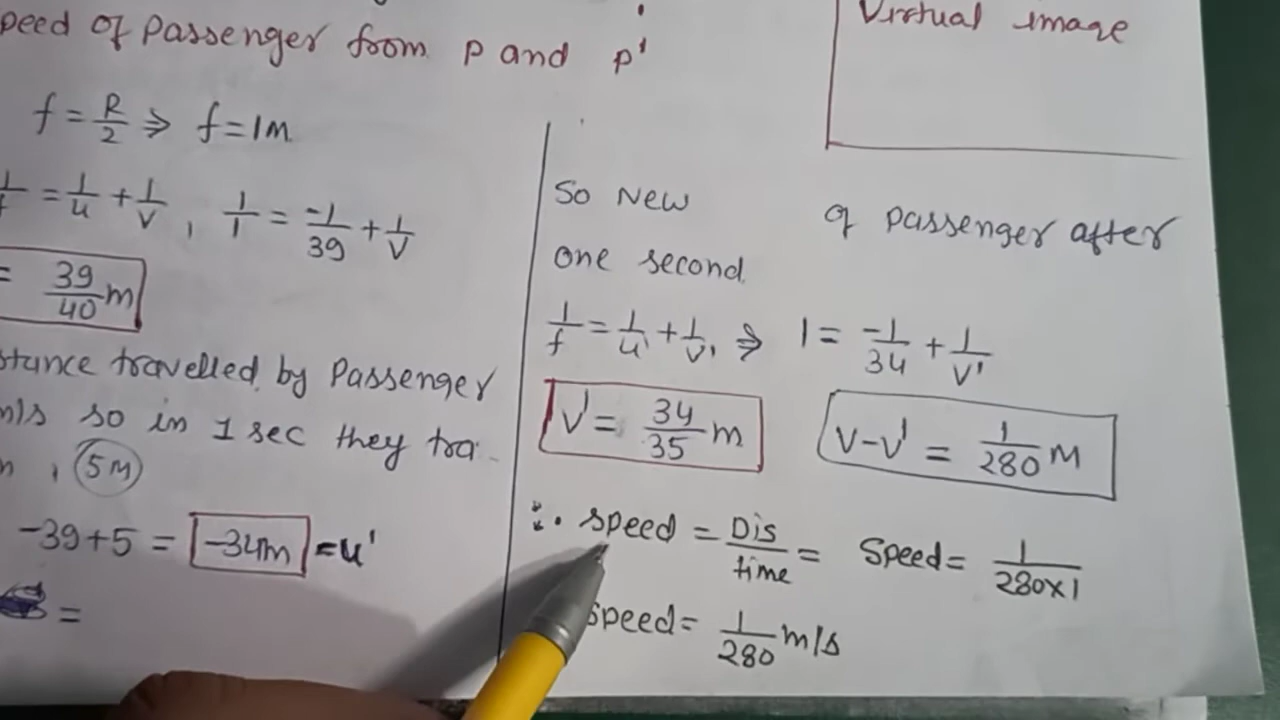 peed of Passenger from P and P'
f = R/2 ⇒ f = 1m
1/f = 1/u + 1/v, 1/1 = -1/39 + 1/v
= 39/40 m
stance travelled by Passenger
m/s so in 1 sec they tra
, 5M
-39+5 = -34m = u'
=
Virtual image
So New of Passenger after
one second
1/f = 1/u' + 1/v', ⇒ 1 = -1/34 + 1/v'
v' = 34/35 m
v-v' = 1/280 M
∴ speed = Dis/time = Speed = 1/280×1
speed = 1/280 m/s